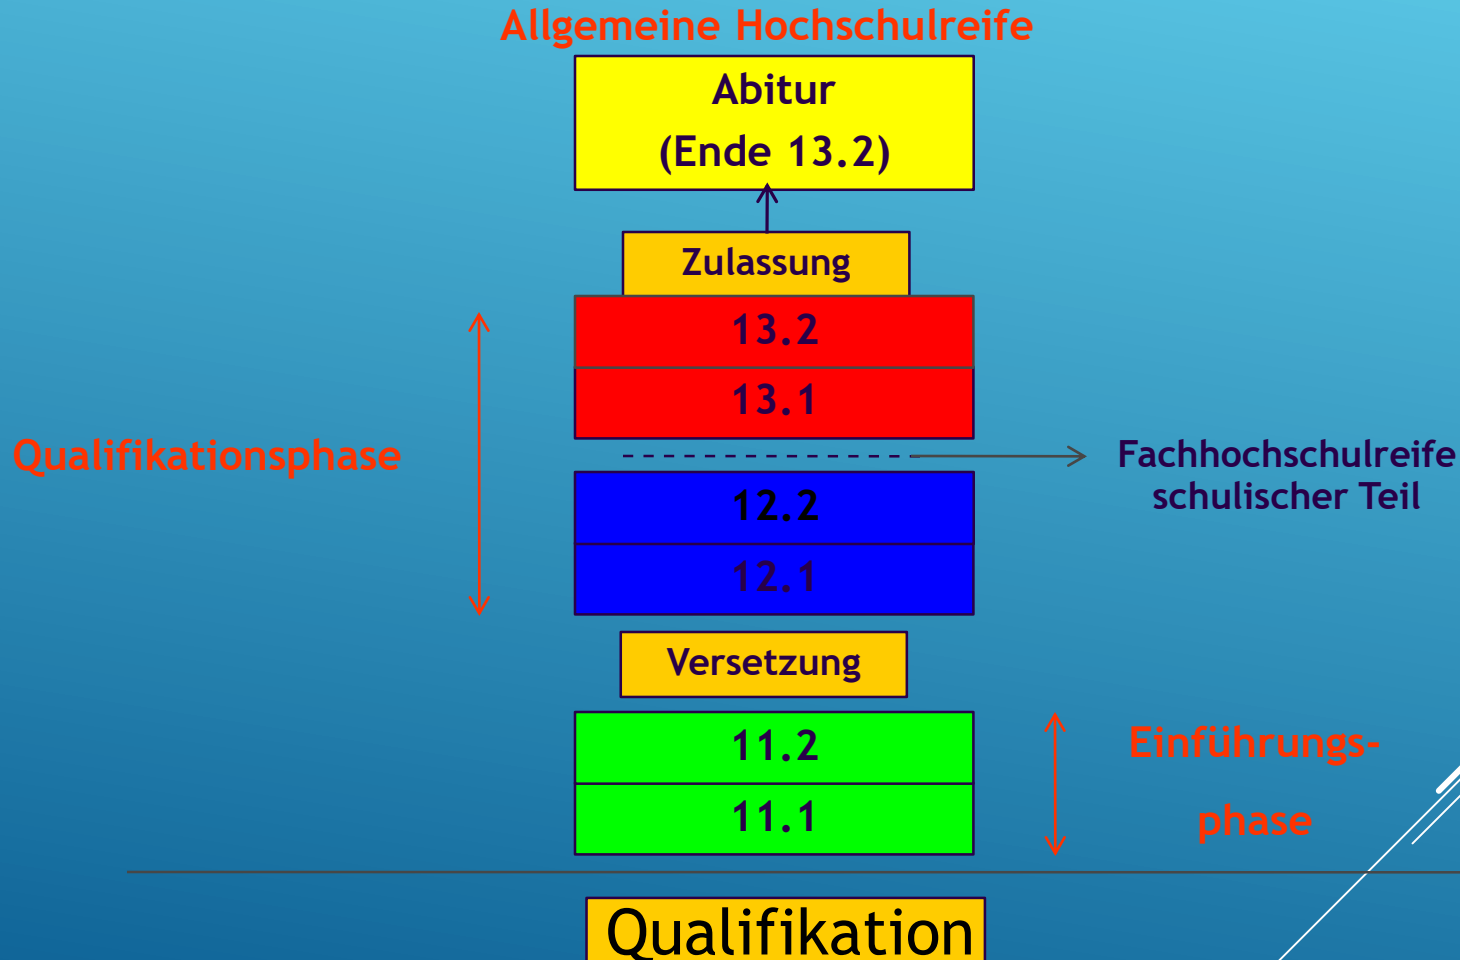 Allgemeine Hochschulreife
Abitur
(Ende 13.2)
Zulassung
13.2
13.1
Qualifikationsphase
Fachhochschulreife
schulischer Teil
12.2
12.1
Versetzung
11.2
11.1
Einführungs-
phase
Qualifikation